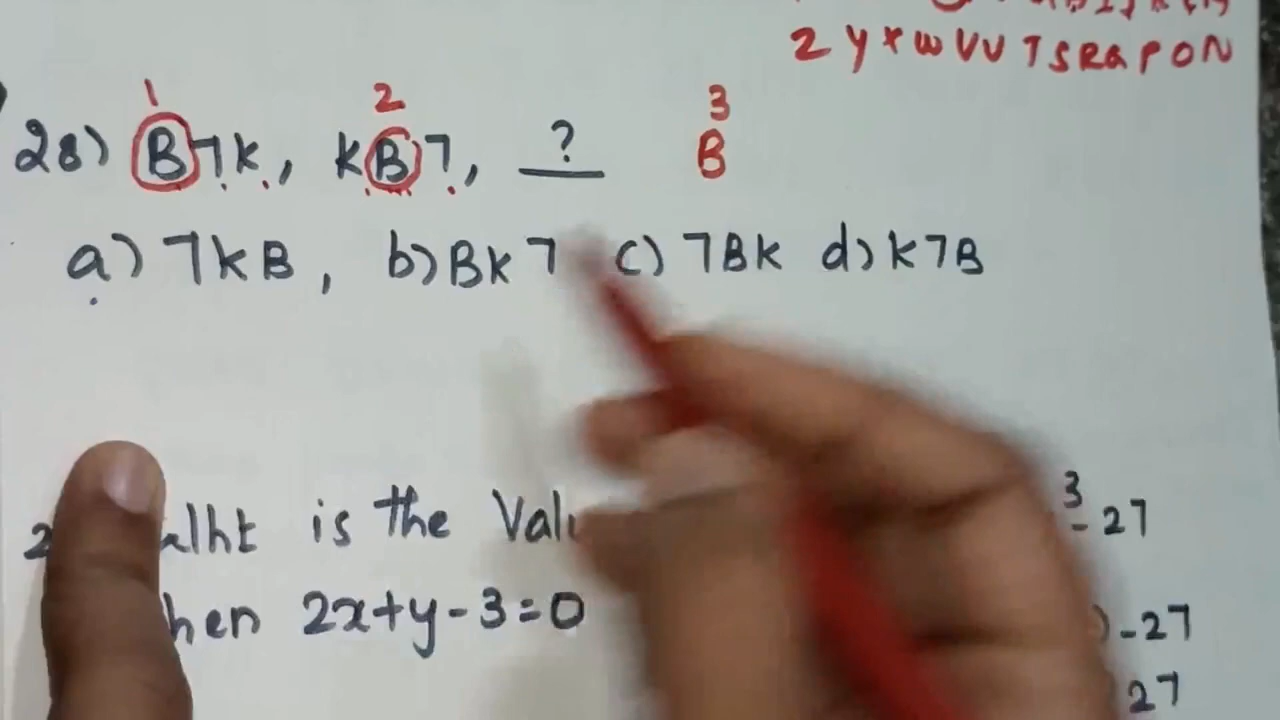 2 Y X W V U T S R Q P O N
1 2 3
28) B7K, KB7, ? B
a) 7KB, b) BK7 c) 7BK d) K7B
is the 3 - 27
hen 2x+y-3=0 ) -27
27